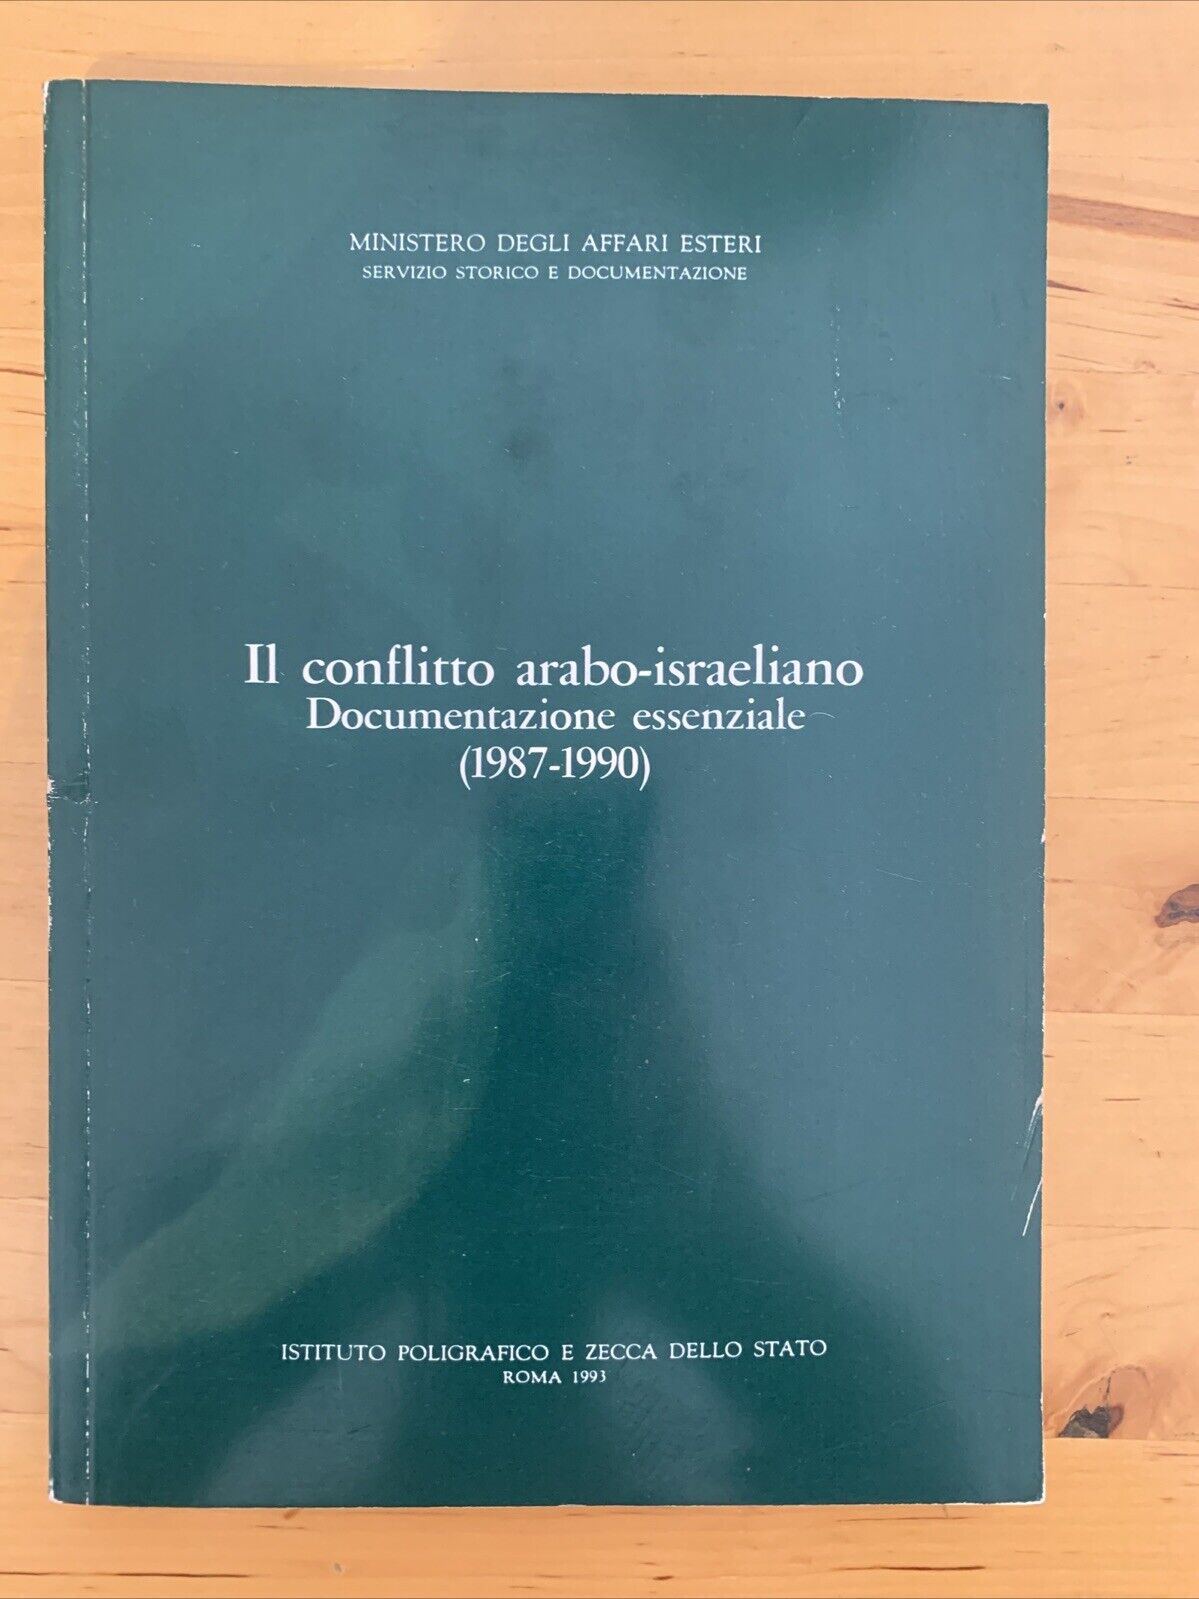 MINISTERO DEGLI AFFARI ESTERI
SERVIZIO STORICO E DOCUMENTAZIONE
Il conflitto arabo-israeliano
Documentazione essenziale
(1987-1990)
ISTITUTO POLIGRAFICO E ZECCA DELLO STATO
ROMA 1993